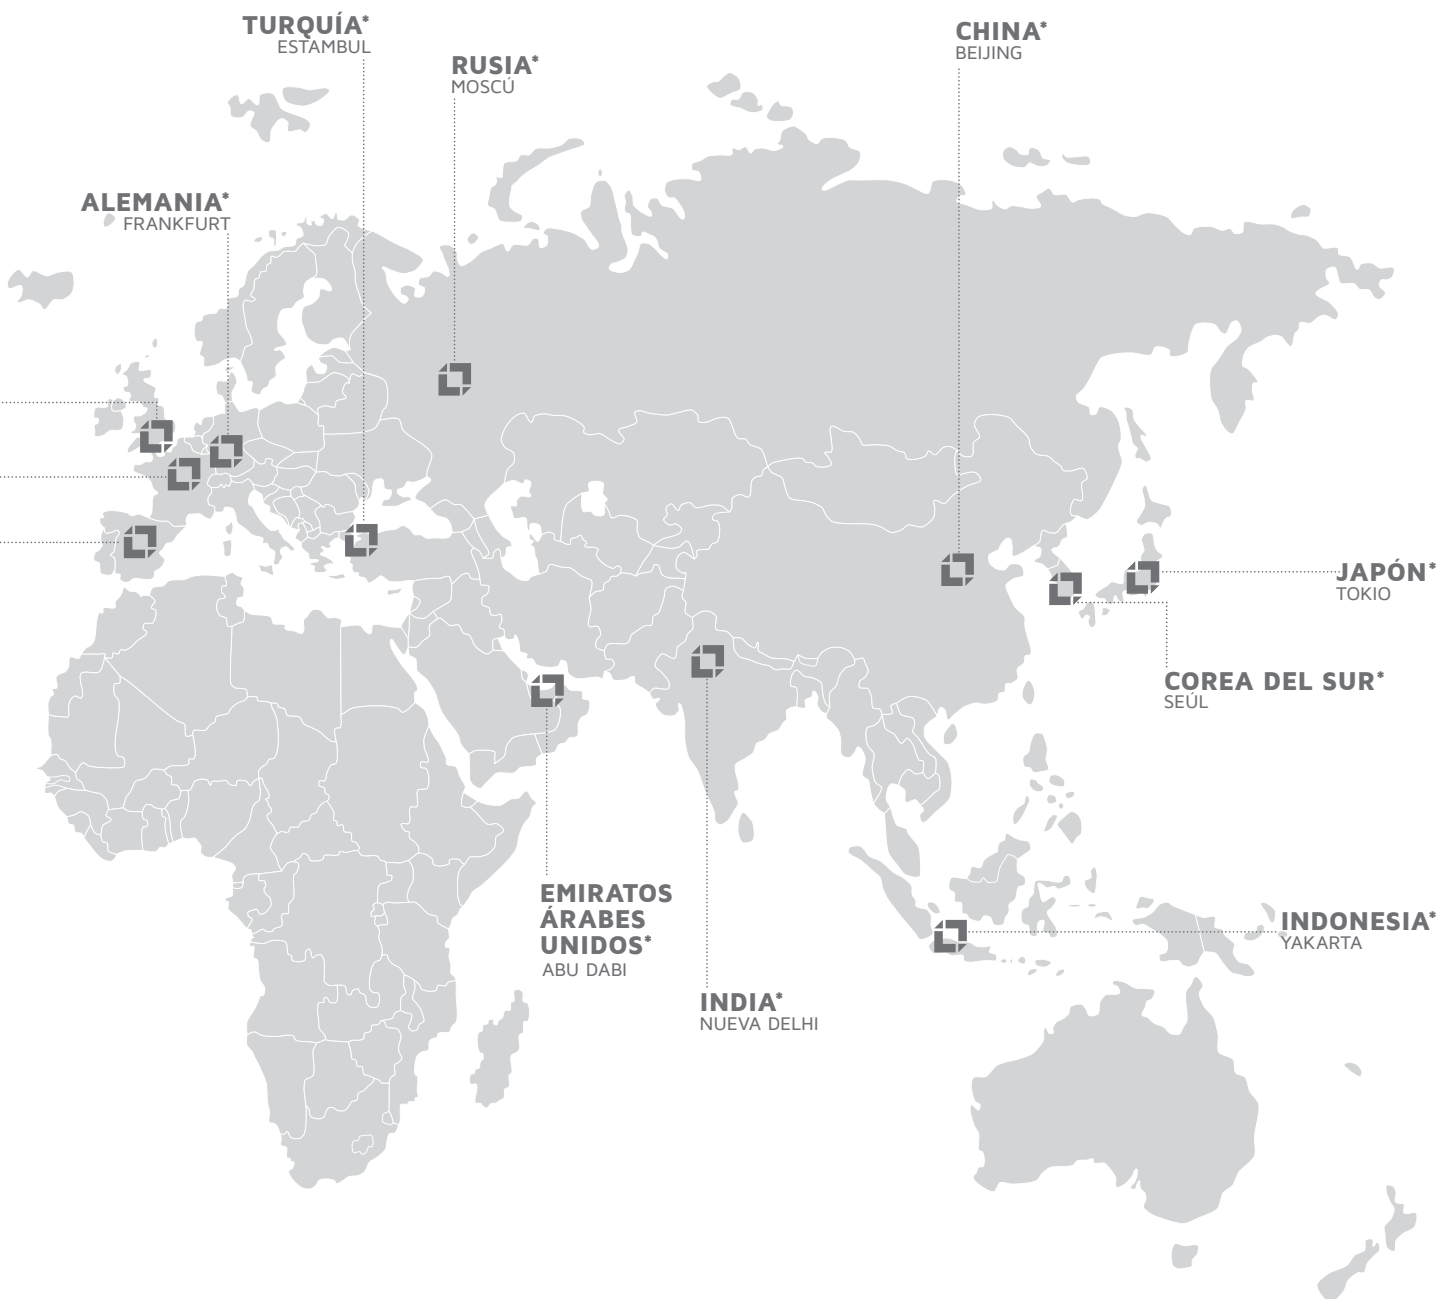 TURQUÍA*
ESTAMBUL
CHINA*
BEIJING
RUSIA*
MOSCÚ
ALEMANIA*
FRANKFURT
JAPÓN*
TOKIO
COREA DEL SUR*
SEÚL
EMIRATOS
ÁRABES
UNIDOS*
ABU DABI
INDONESIA*
YAKARTA
INDIA*
NUEVA DELHI